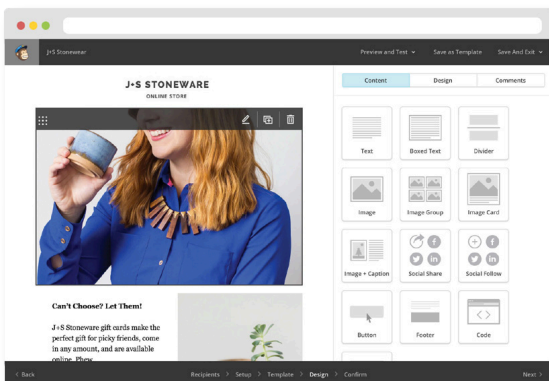 J+S Stonewear
Preview and Test
Save as Template
Save And Exit
J+S STONEWARE
ONLINE STORE
Content
Design
Comments
Text
Boxed Text
Divider
Image
Image Group
Image Card
Image + Caption
Social Share
Social Follow
Button
Footer
Code
Can't Choose? Let Them!
J+S Stoneware gift cards make the
perfect gift for picky friends, come
in any amount, and are available
online. Phew.
< Back
Recipients > Setup > Template > Design > Confirm
Next >